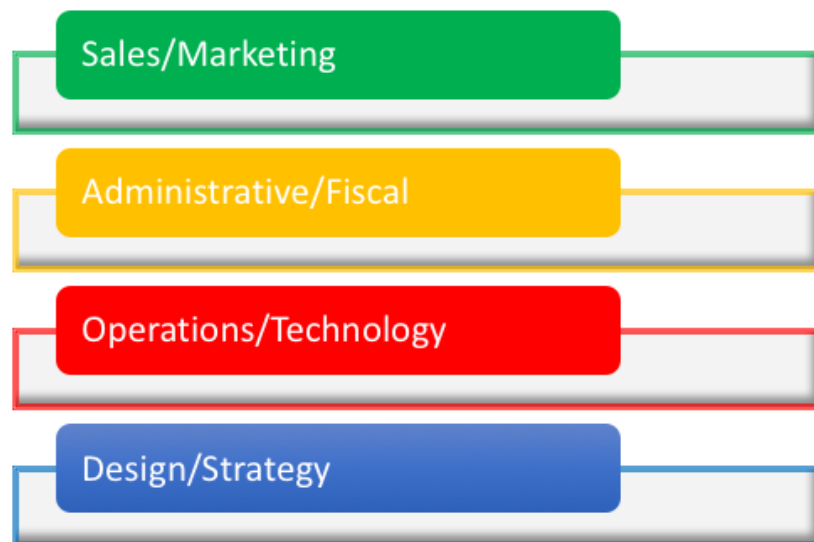 Sales/Marketing
Administrative/Fiscal
Operations/Technology
Design/Strategy